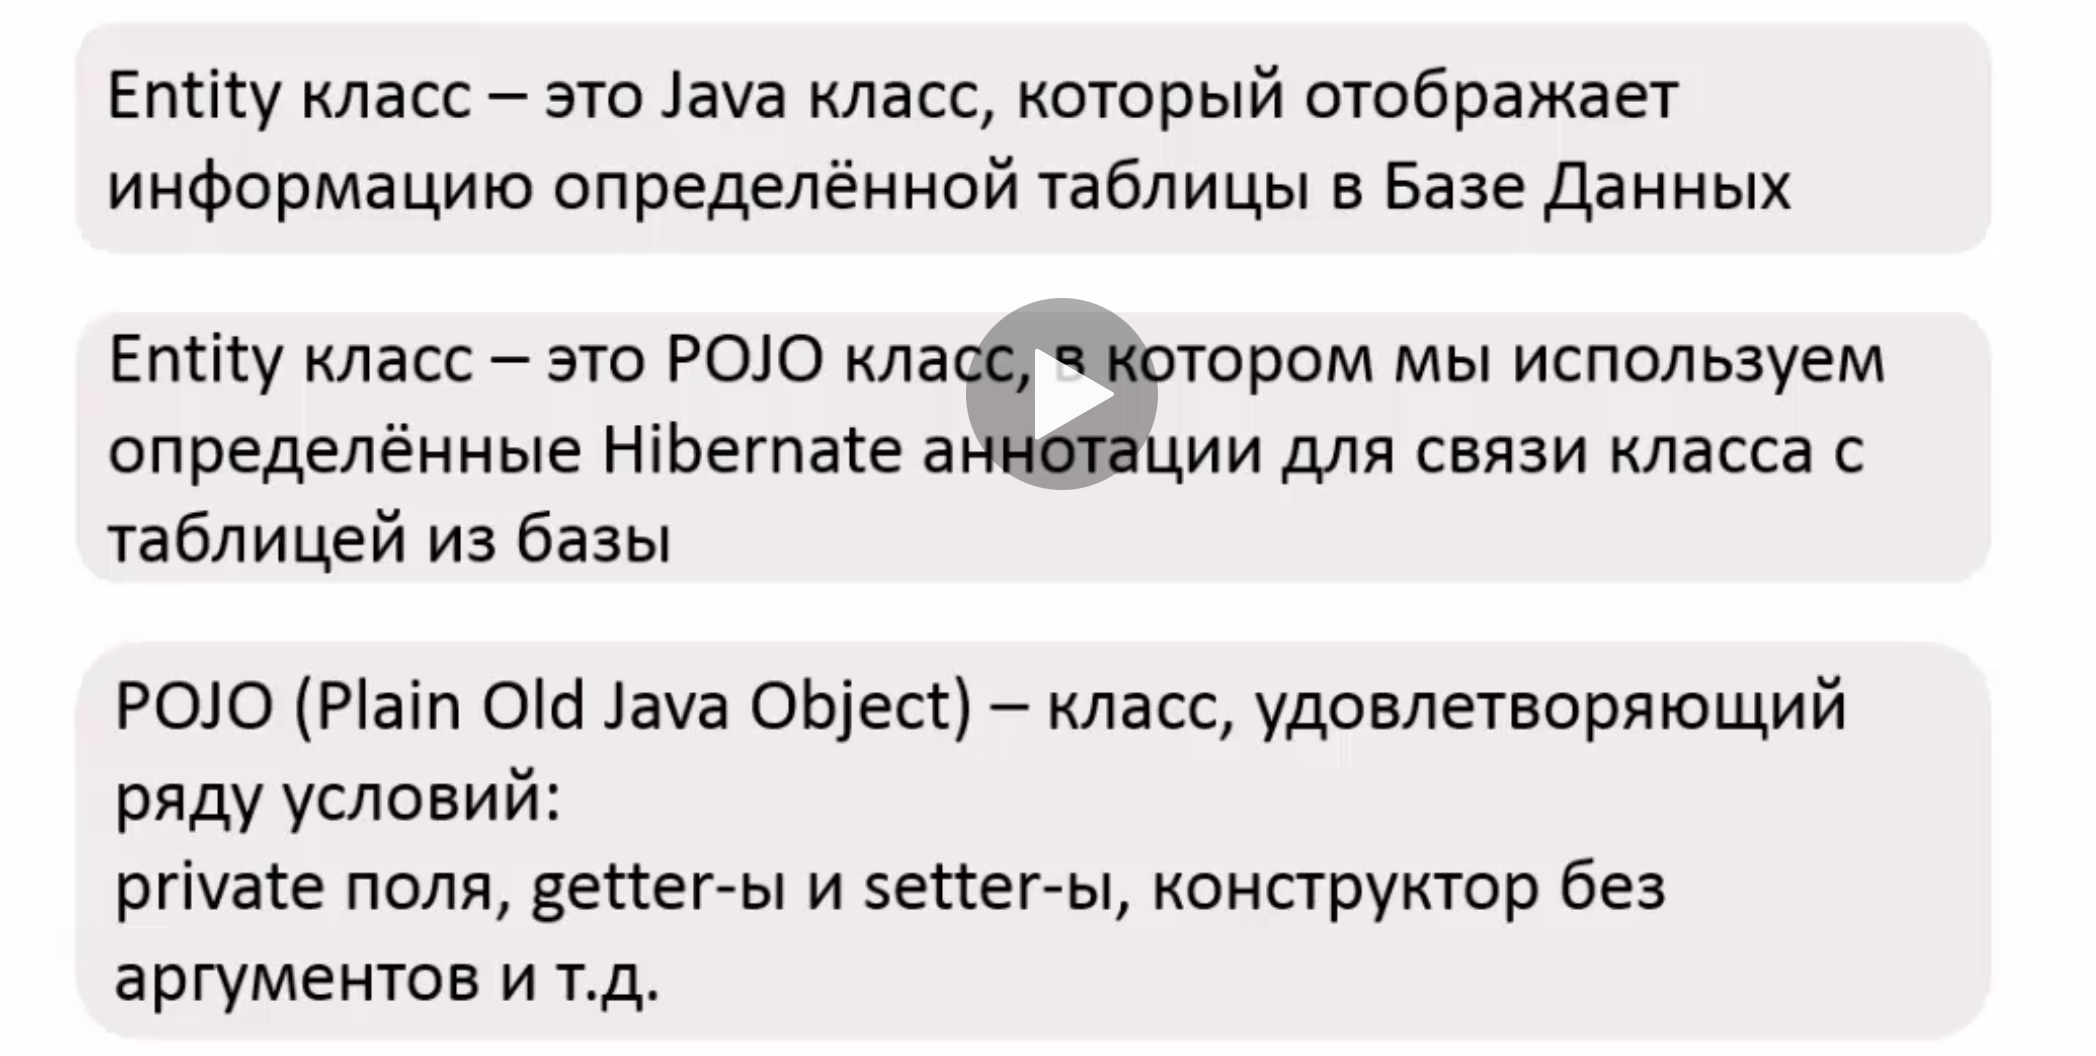 Entity класс – это Java класс, который отображает
информацию определённой таблицы в Базе Данных
Entity класс – это POJO класс, в котором мы используем
определённые Hibernate аннотации для связи класса с
таблицей из базы
POJO (Plain Old Java Object) – класс, удовлетворяющий
ряду условий:
private поля, getter-ы и setter-ы, конструктор без
аргументов и т.д.